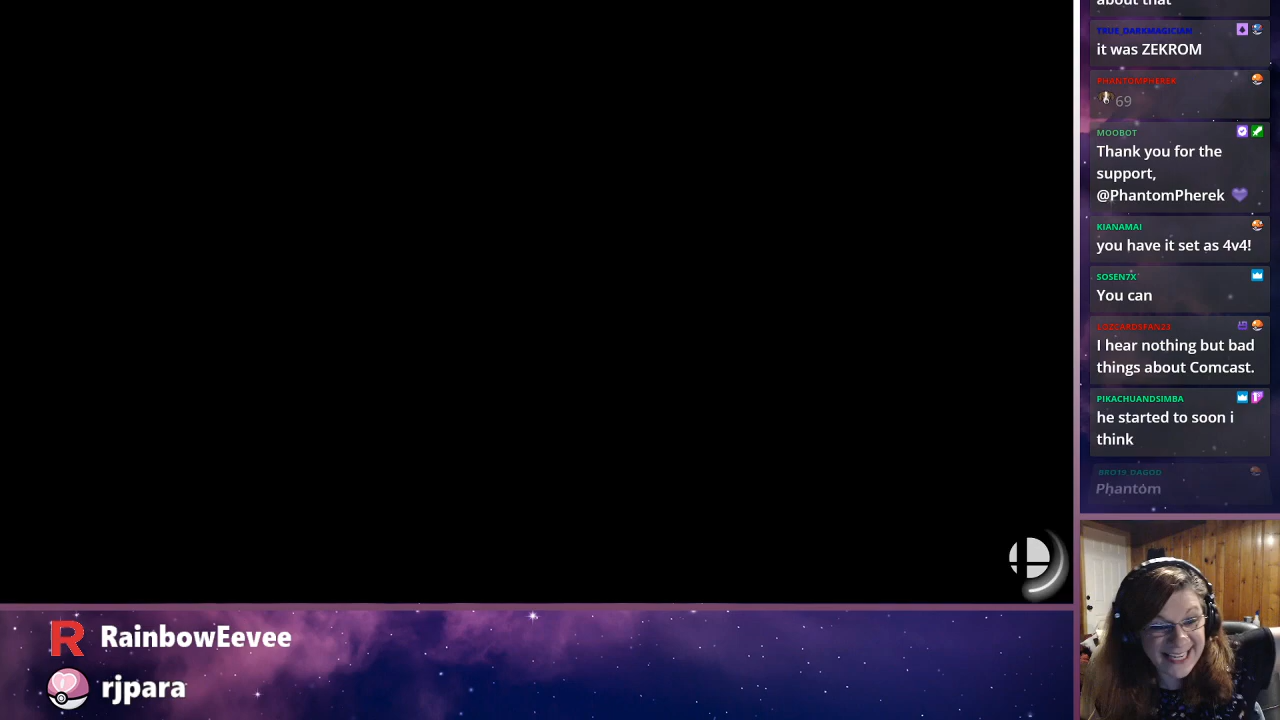 about that
TRUE_DARKMAGICIAN
it was ZEKROM
PHANTOMPHEREK
69
MOOBOT
Thank you for the
support,
@PhantomPherek
KIANAMAI
you have it set as 4v4!
SOSEN7X
You can
I hear nothing but bad
things about Comcast.
PIKACHUANDSIMBA
he started to soon i
think
BRO19_DAGOD
Phantom
R RainbowEevee
rjpara